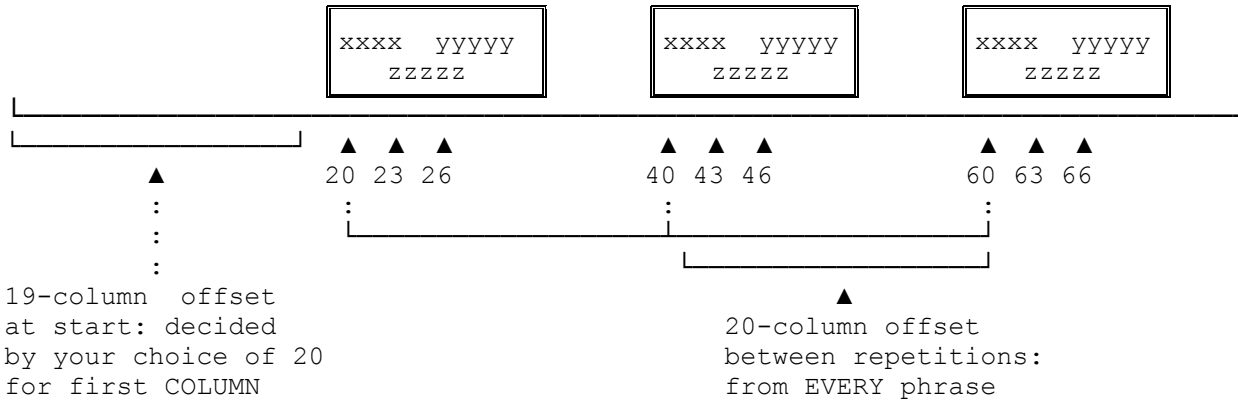 xxxx yyyyy xxxx yyyyy xxxx yyyyy
zzzzz zzzzz zzzzz
▲ ▲ ▲ ▲ ▲ ▲ ▲ ▲ ▲
▲ 20 23 26 40 43 46 60 63 66
: : : :
:
:
19-column offset ▲
at start: decided 20-column offset
by your choice of 20 between repetitions:
for first COLUMN from EVERY phrase